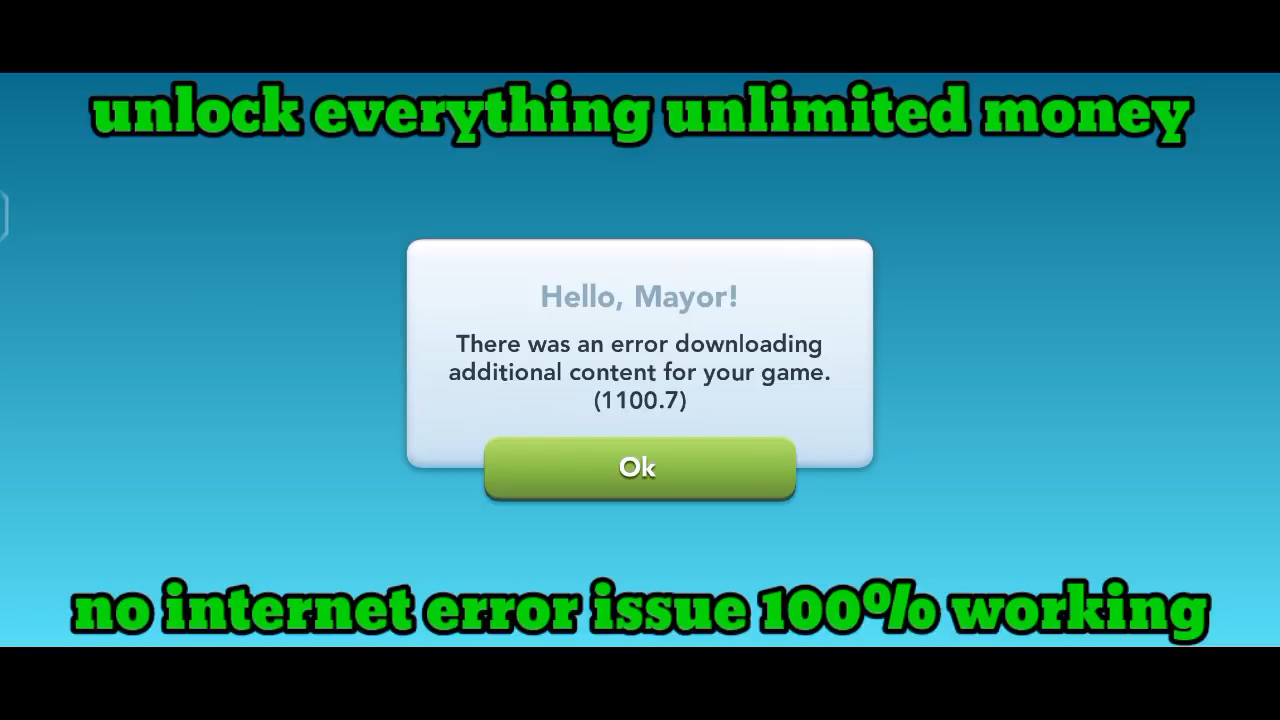 unlock everything unlimited money
Hello, Mayor!
There was an error downloading
additional content for your game.
(1100.7)
Ok
no internet error issue 100% working